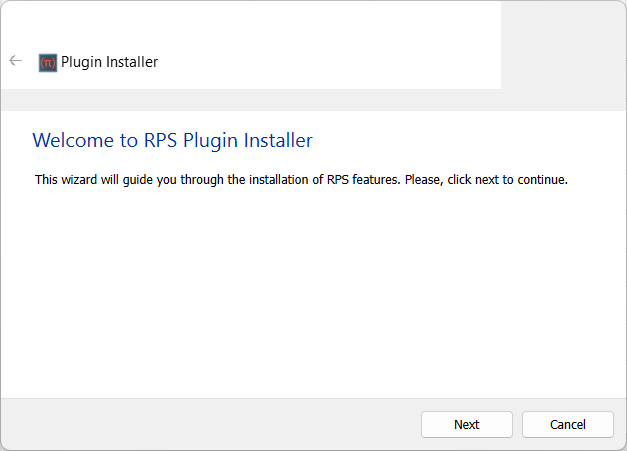 (π) Plugin Installer
Welcome to RPS Plugin Installer
This wizard will guide you through the installation of RPS features. Please, click next to continue.
Next Cancel